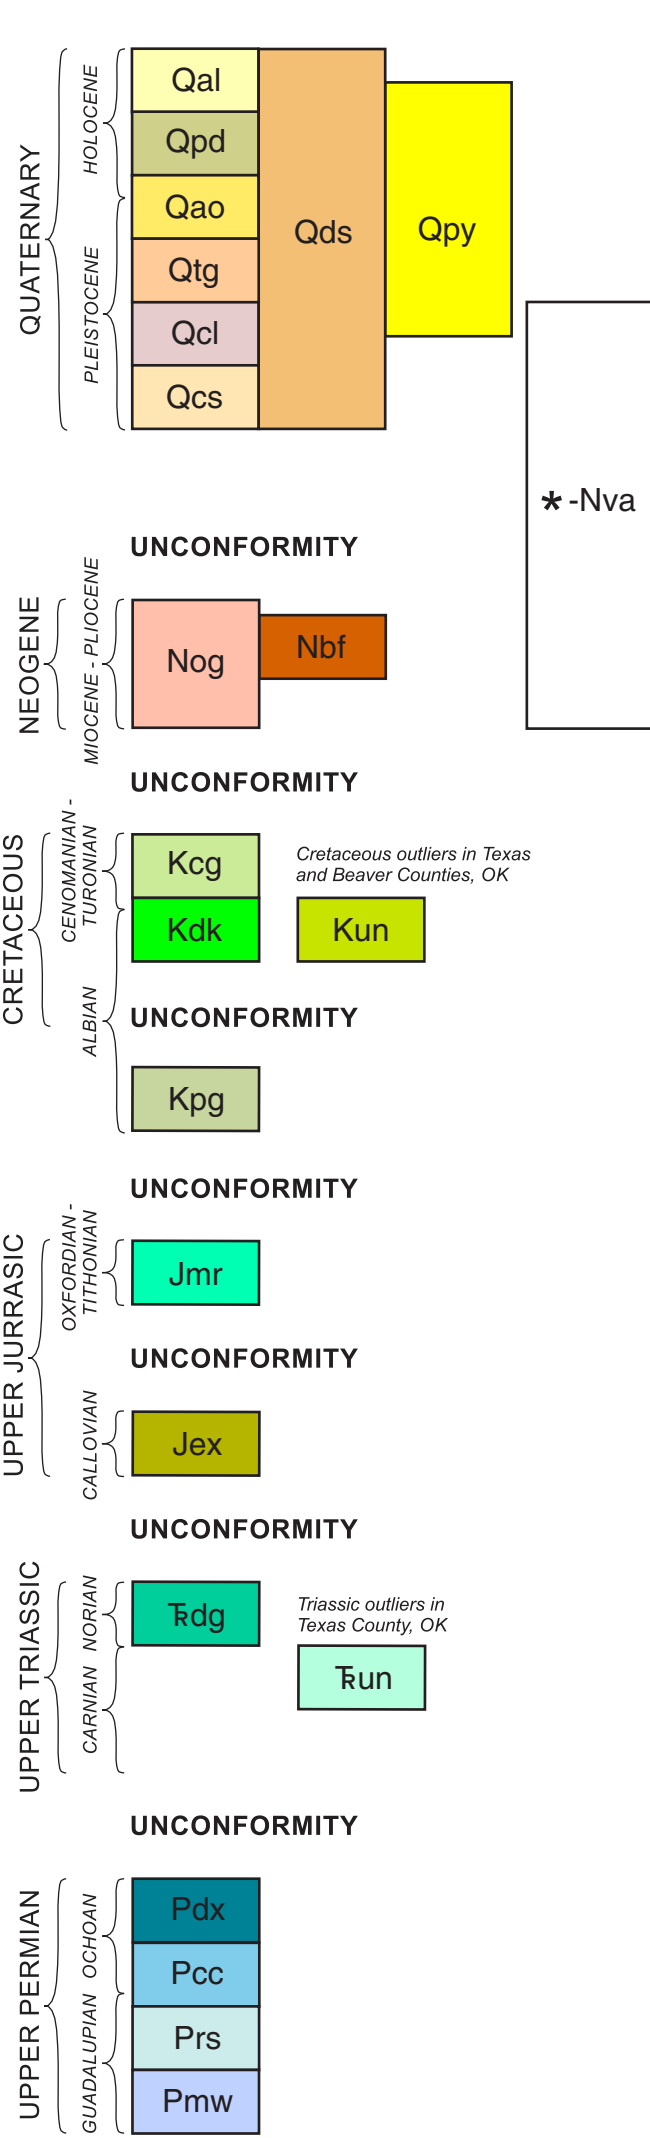 QUATERNARY
HOLOCENE
PLEISTOCENE
Qal
Qpd
Qao
Qtg
Qcl
Qcs
Qds
Qpy
*-Nva
UNCONFORMITY
NEOGENE
MIOCENE - PLIOCENE
Nog
Nbf
UNCONFORMITY
CRETACEOUS
CENOMANIAN -
TURONIAN
ALBIAN
Kcg
Kdk
Cretaceous outliers in Texas
and Beaver Counties, OK
Kun
UNCONFORMITY
Kpg
UNCONFORMITY
UPPER JURRASIC
OXFORDIAN -
TITHONIAN
Jmr
UNCONFORMITY
CALLOVIAN
Jex
UNCONFORMITY
UPPER TRIASSIC
NORIAN
CARNIAN
TRdg
Triassic outliers in
Texas County, OK
TRun
UNCONFORMITY
UPPER PERMIAN
OCHOAN
GUADALUPIAN
Pdx
Pcc
Prs
Pmw